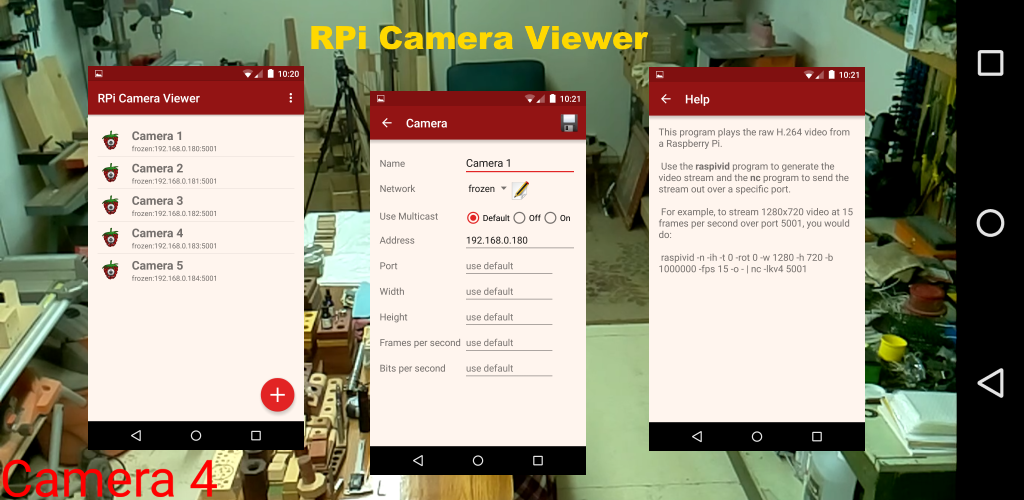 RPi Camera Viewer
10:20
RPi Camera Viewer
Camera 1
frozen:192.168.0.180:5001
Camera 2
frozen:192.168.0.181:5001
Camera 3
frozen:192.168.0.182:5001
Camera 4
frozen:192.168.0.183:5001
Camera 5
frozen:192.168.0.184:5001
10:21
Camera
Name Camera 1
Network frozen
Use Multicast Default Off On
Address 192.168.0.180
Port use default
Width use default
Height use default
Frames per second use default
Bits per second use default
10:21
Help
This program plays the raw H.264 video from
a Raspberry Pi.
Use the raspivid program to generate the
video stream and the nc program to send the
stream out over a specific port.
For example, to stream 1280x720 video at 15
frames per second over port 5001, you would
do:
raspivid -n -ih -t 0 -rot 0 -w 1280 -h 720 -b
1000000 -fps 15 -o - | nc -lkv4 5001
Camera 4